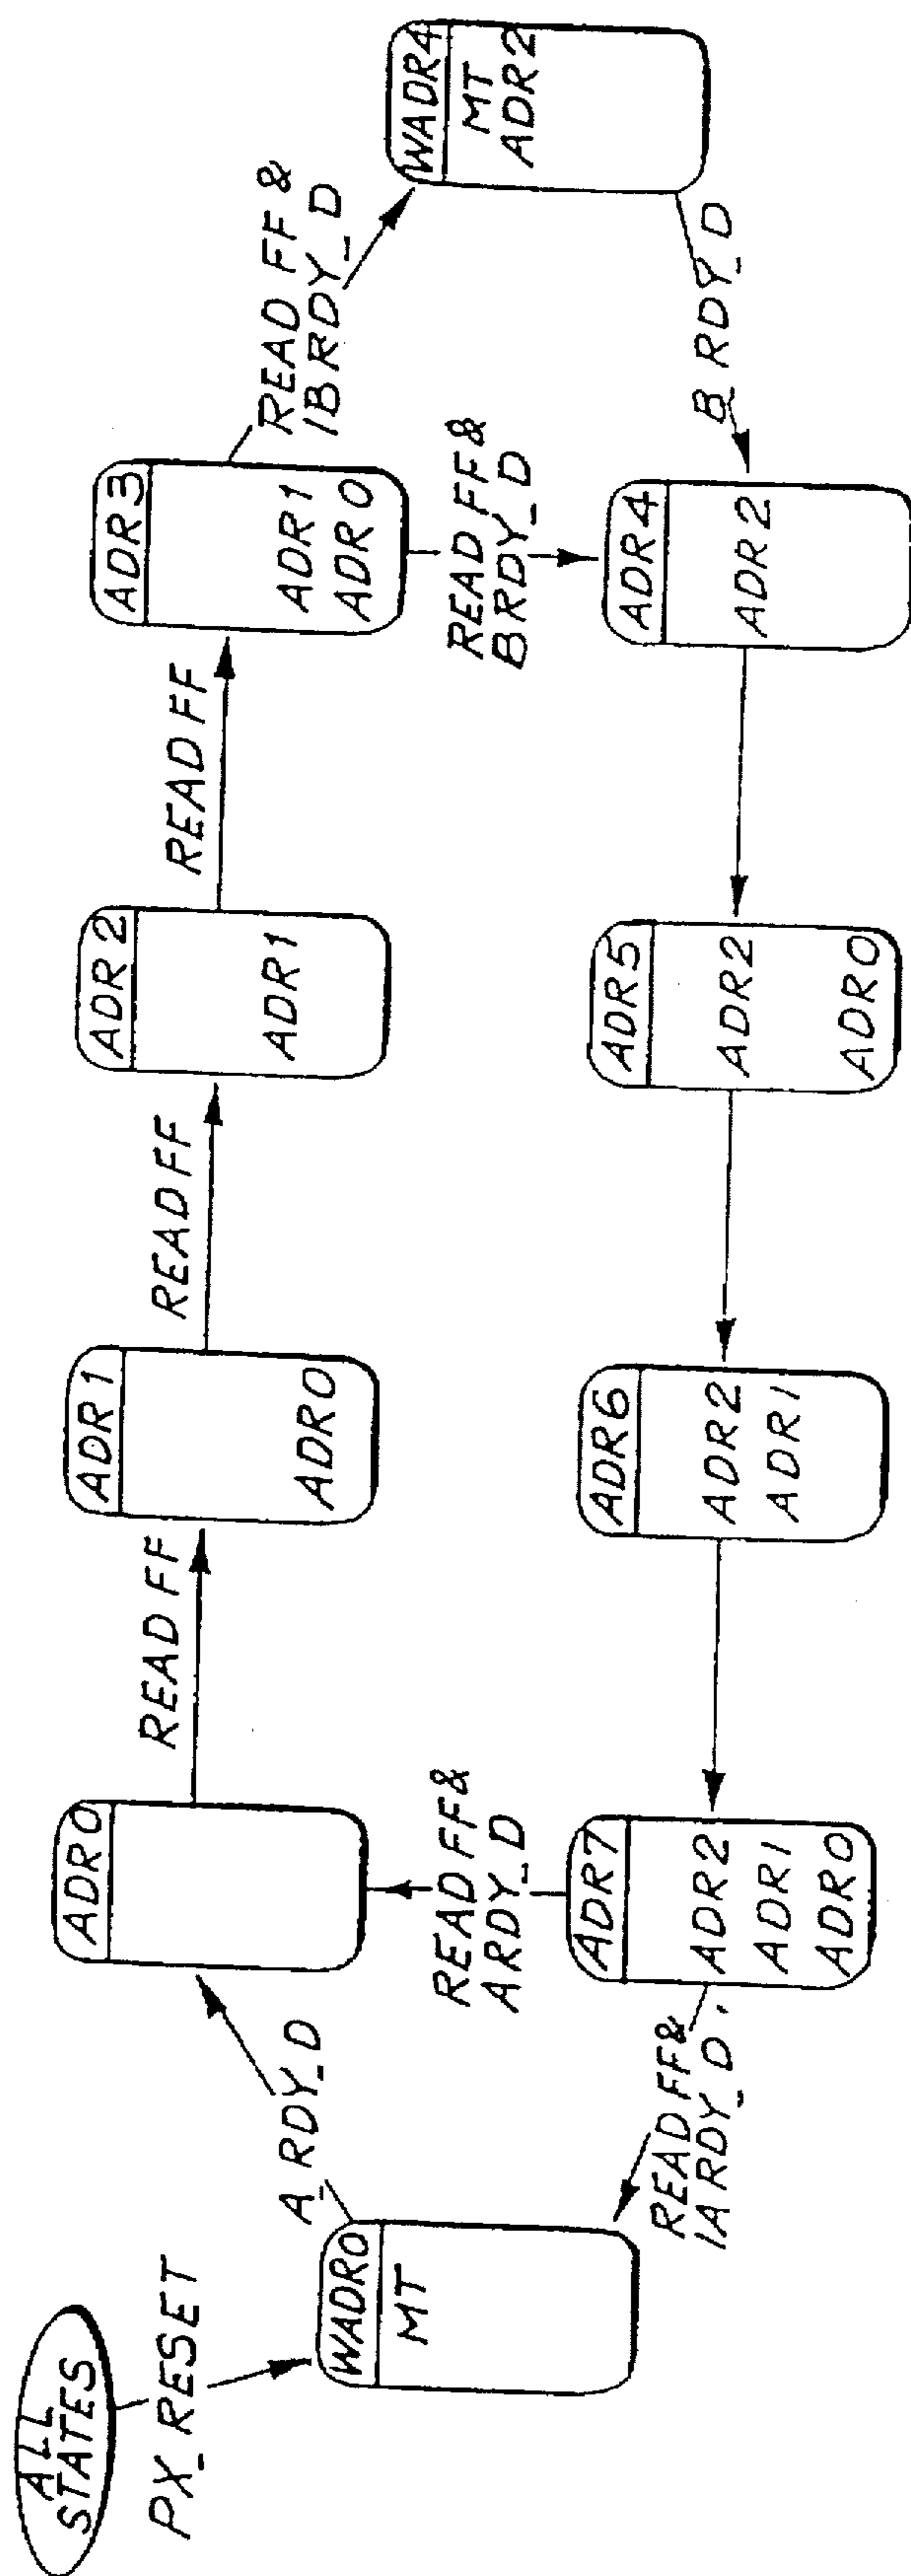 ALL
STATES
PX_RESET
WADR0
MT
A_RDY_D
ADR0
READ FF
ADR1
ADR0
READ FF
ADR2
ADR1
READ FF
ADR3
ADR1
ADR0
READ FF &
!BRDY_D
WADR4
MT
ADR2
B_RDY_D
READ FF &
BRDY_D
ADR4
ADR2
ADR5
ADR2
ADR0
ADR6
ADR2
ADR1
ADR7
ADR2
ADR1
ADR0
READ FF &
ARDY_D
READ FF &
!ARDY_D